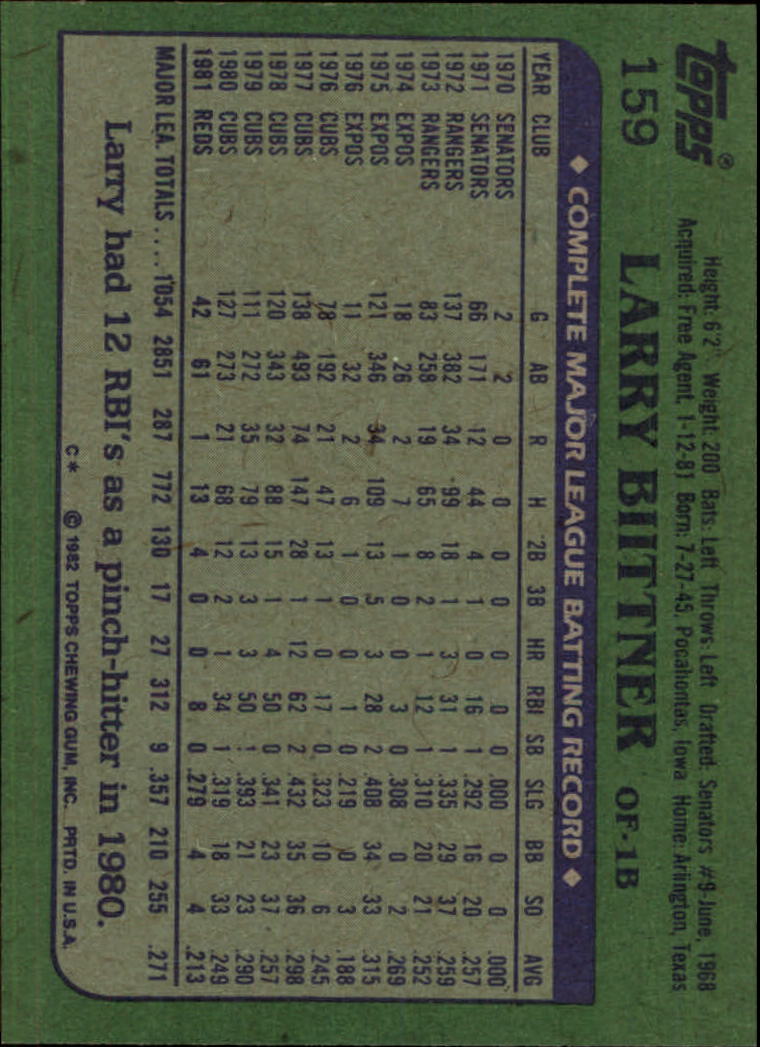 topps®
159
Height: 6'2" Weight: 200 Bats: Left Throws: Left Drafted: Senators #9-June, 1968
Acquired: Free Agent, 1-12-81 Born: 7-27-45, Pocahontas, Iowa Home: Arlington, Texas
LARRY BIITTNER OF-1B
◆ COMPLETE MAJOR LEAGUE BATTING RECORD ◆
YEAR CLUB G AB R H 2B 3B HR RBI SB SLG BB SO AVG
1970 SENATORS 2 2 0 0 0 0 0 0 0 .000 0 0 .000
1971 SENATORS 66 171 12 44 4 1 0 16 1 .292 16 20 .257
1972 RANGERS 137 382 34 99 18 1 3 31 1 .335 29 37 .259
1973 RANGERS 83 258 19 65 8 2 1 12 1 .310 20 21 .252
1974 EXPOS 18 26 2 7 1 0 0 3 0 .308 0 2 .269
1975 EXPOS 121 346 34 109 13 5 3 28 2 .408 34 33 .315
1976 EXPOS 11 32 2 6 1 0 0 1 0 .219 0 3 .188
1976 CUBS 78 192 21 47 13 1 0 17 0 .323 10 6 .245
1977 CUBS 138 493 74 147 28 1 12 62 2 .432 35 36 .298
1978 CUBS 120 343 32 88 15 1 4 50 0 .341 23 37 .257
1979 CUBS 111 272 35 79 13 3 3 50 1 .393 21 23 .290
1980 CUBS 127 273 21 68 12 2 1 34 1 .319 18 33 .249
1981 REDS 42 61 1 13 4 0 0 8 0 .279 4 4 .213
MAJOR LEA. TOTALS .... 1054 2851 287 772 130 17 27 312 9 .357 210 255 .271
Larry had 12 RBI's as a pinch-hitter in 1980.
C* © 1982 TOPPS CHEWING GUM, INC. PRTD. IN U.S.A.